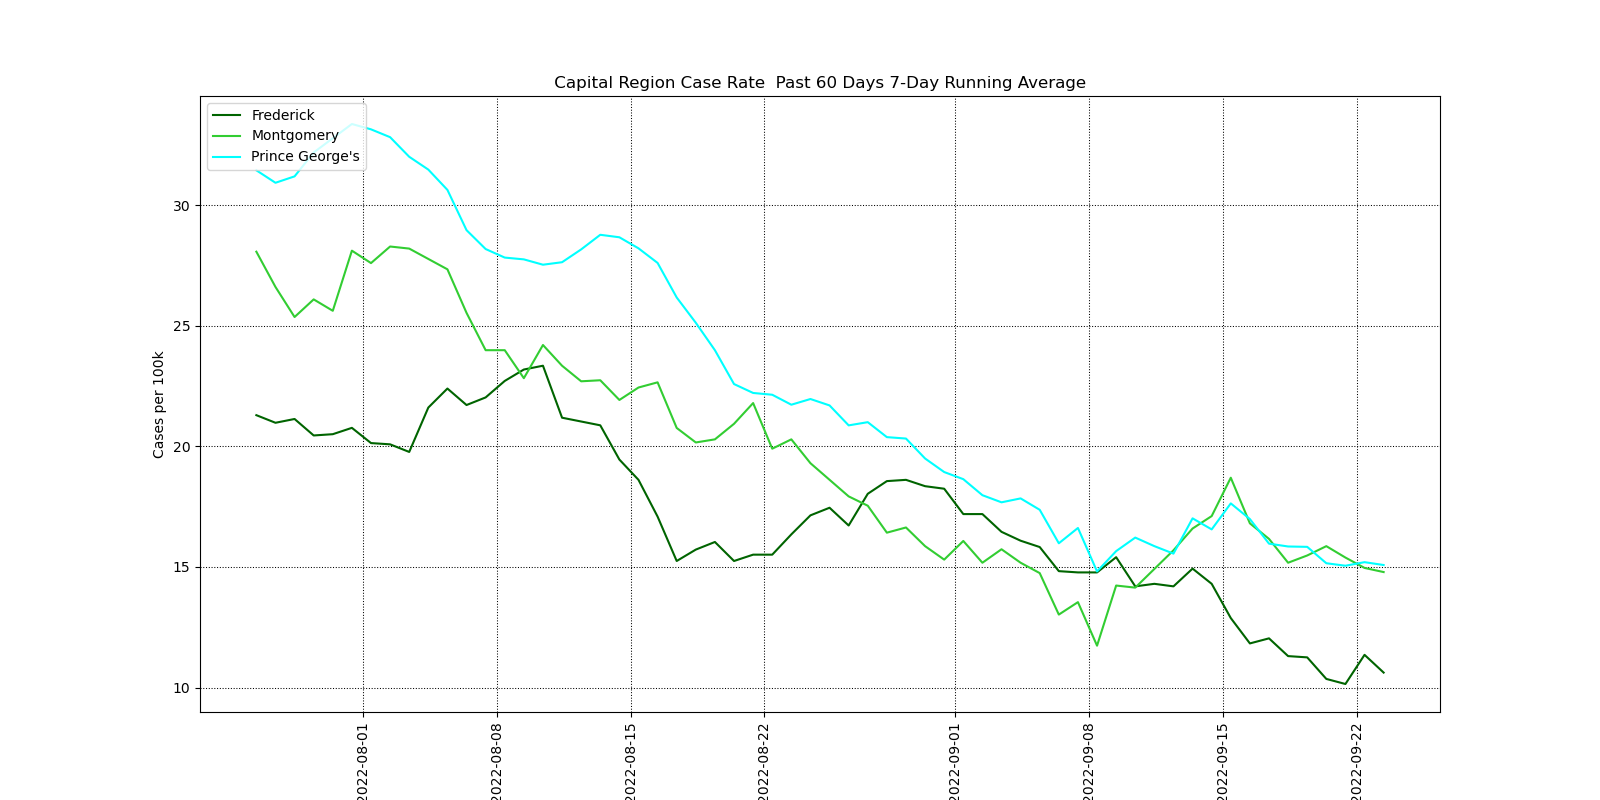 Capital Region Case Rate  Past 60 Days 7-Day Running Average
Frederick
Montgomery
Prince George's
Cases per 100k
30
25
20
15
10
2022-08-01
2022-08-08
2022-08-15
2022-08-22
2022-09-01
2022-09-08
2022-09-15
2022-09-22